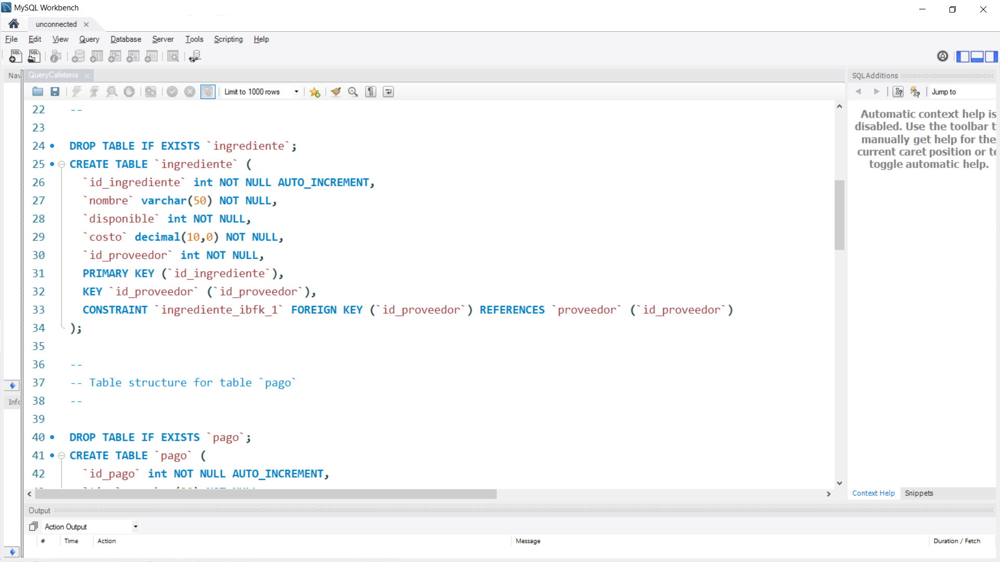 MySQL Workbench
unconnected
File Edit View Query Database Server Tools Scripting Help
Nav
QueryCafeteria
SQLAdditions
Limit to 1000 rows
Jump to
22 --
23
24 DROP TABLE IF EXISTS `ingrediente`;
25 CREATE TABLE `ingrediente` (
26 `id_ingrediente` int NOT NULL AUTO_INCREMENT,
27 `nombre` varchar(50) NOT NULL,
28 `disponible` int NOT NULL,
29 `costo` decimal(10,0) NOT NULL,
30 `id_proveedor` int NOT NULL,
31 PRIMARY KEY (`id_ingrediente`),
32 KEY `id_proveedor` (`id_proveedor`),
33 CONSTRAINT `ingrediente_ibfk_1` FOREIGN KEY (`id_proveedor`) REFERENCES `proveedor` (`id_proveedor`)
34 );
35
36 --
37 -- Table structure for table `pago`
38 --
39
40 DROP TABLE IF EXISTS `pago`;
41 CREATE TABLE `pago` (
42 `id_pago` int NOT NULL AUTO_INCREMENT,
Automatic context help is
disabled. Use the toolbar t
manually get help for the
current caret position or to
toggle automatic help.
Info
Context Help Snippets
Output
Action Output
# Time Action Message Duration / Fetch